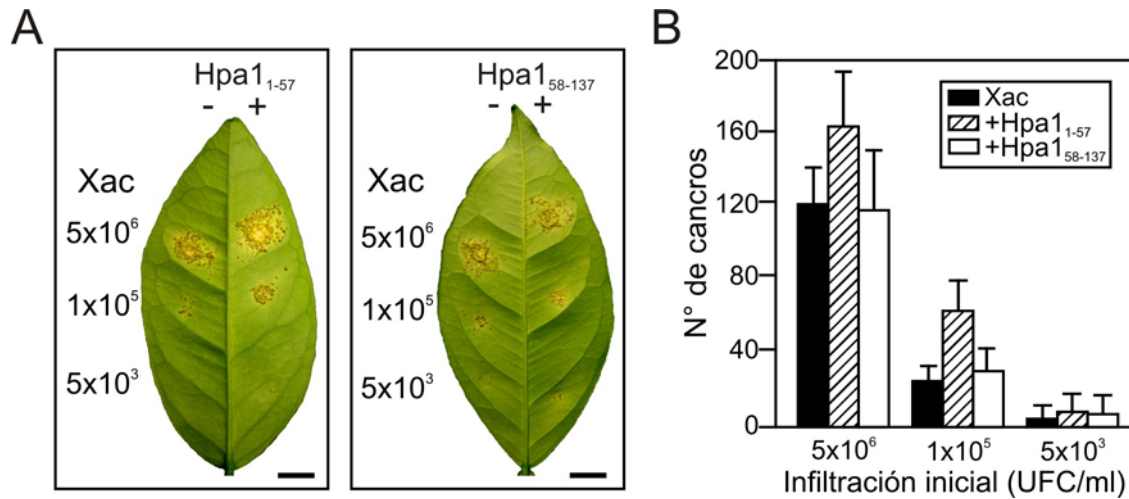 A
Hpa1₁₋₅₇
- +
Xac
5x10⁶
1x10⁵
5x10³
Hpa1₅₈₋₁₃₇
- +
Xac
5x10⁶
1x10⁵
5x10³
B
200
160
120
80
40
0
N° de cancros
Xac
+Hpa1₁₋₅₇
+Hpa1₅₈₋₁₃₇
5x10⁶ 1x10⁵ 5x10³
Infiltración inicial (UFC/ml)